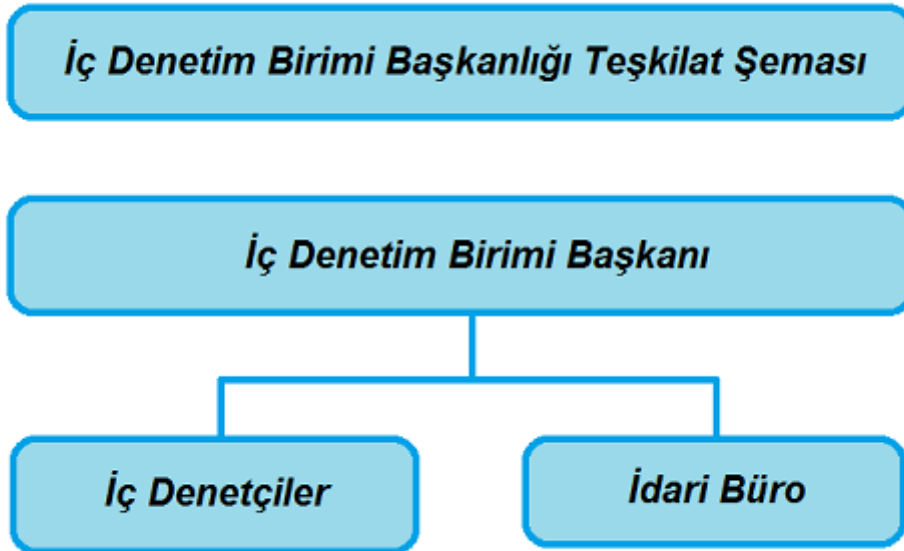 İç Denetim Birimi Başkanlığı Teşkilat Şeması
İç Denetim Birimi Başkanı
İç Denetçiler
İdari Büro